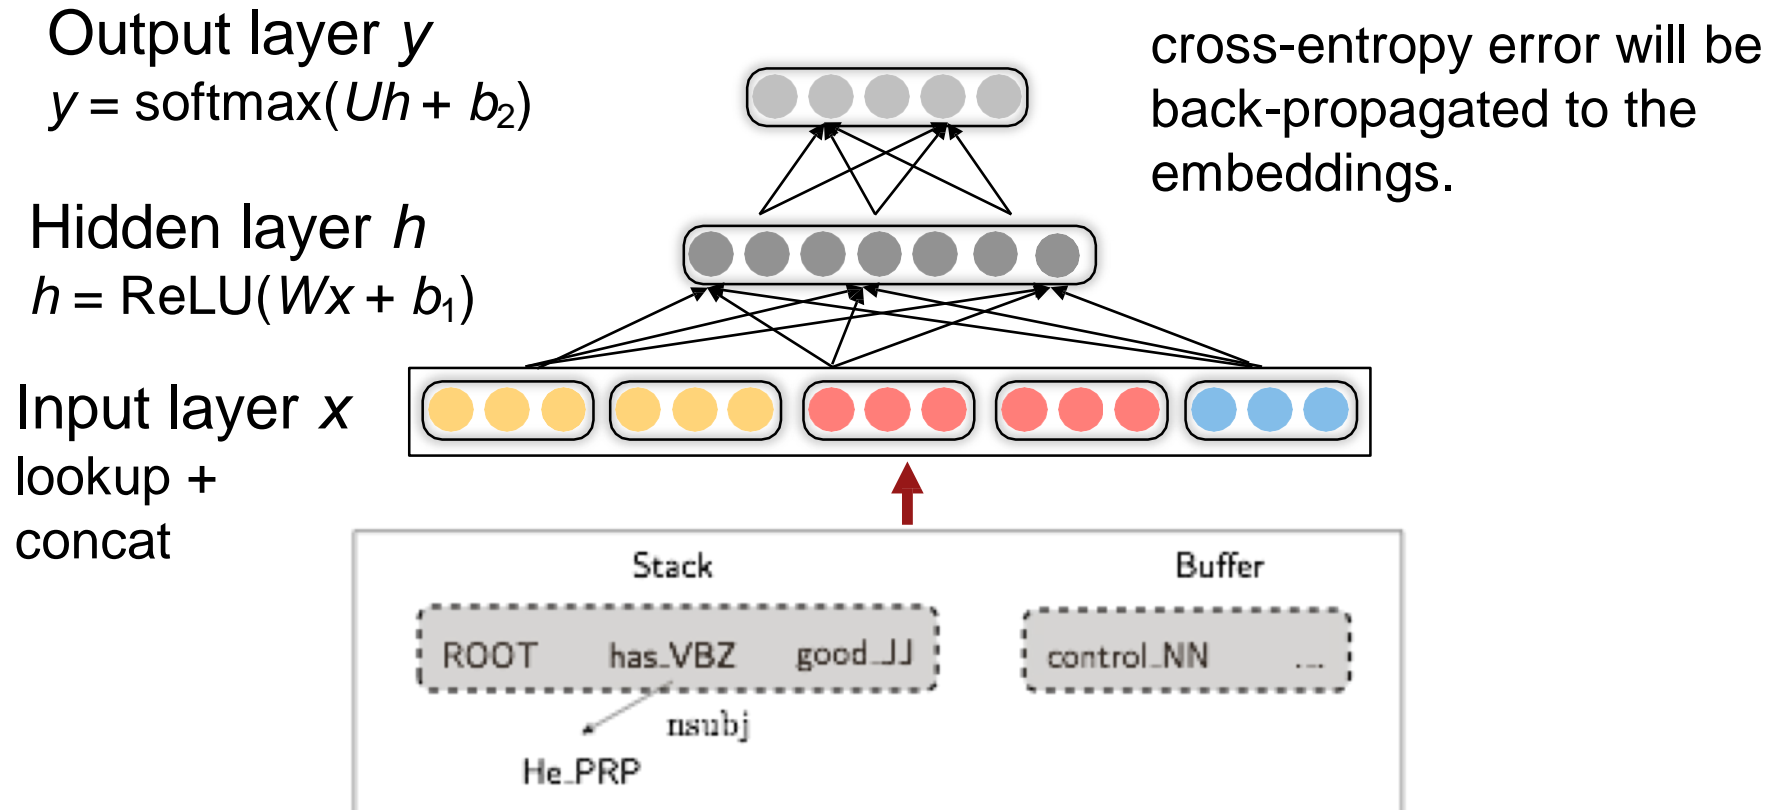 Output layer y
y = softmax(Uh + b₂)
cross-entropy error will be
back-propagated to the
embeddings.
Hidden layer h
h = ReLU(Wx + b₁)
Input layer x
lookup +
concat
Stack
Buffer
ROOT has_VBZ good_JJ
control_NN ...
nsubj
He_PRP